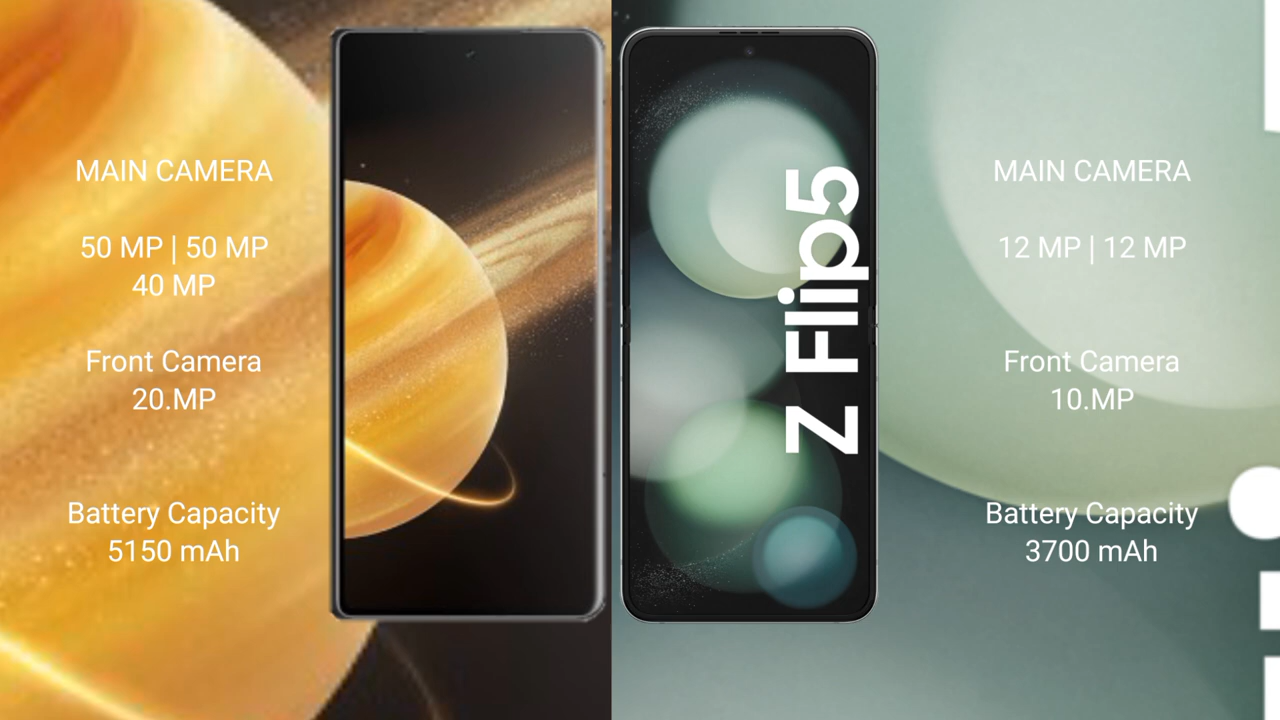 MAIN CAMERA
50 MP | 50 MP
40 MP
Front Camera
20.MP
Battery Capacity
5150 mAh
Z Flip5
MAIN CAMERA
12 MP | 12 MP
Front Camera
10.MP
Battery Capacity
3700 mAh